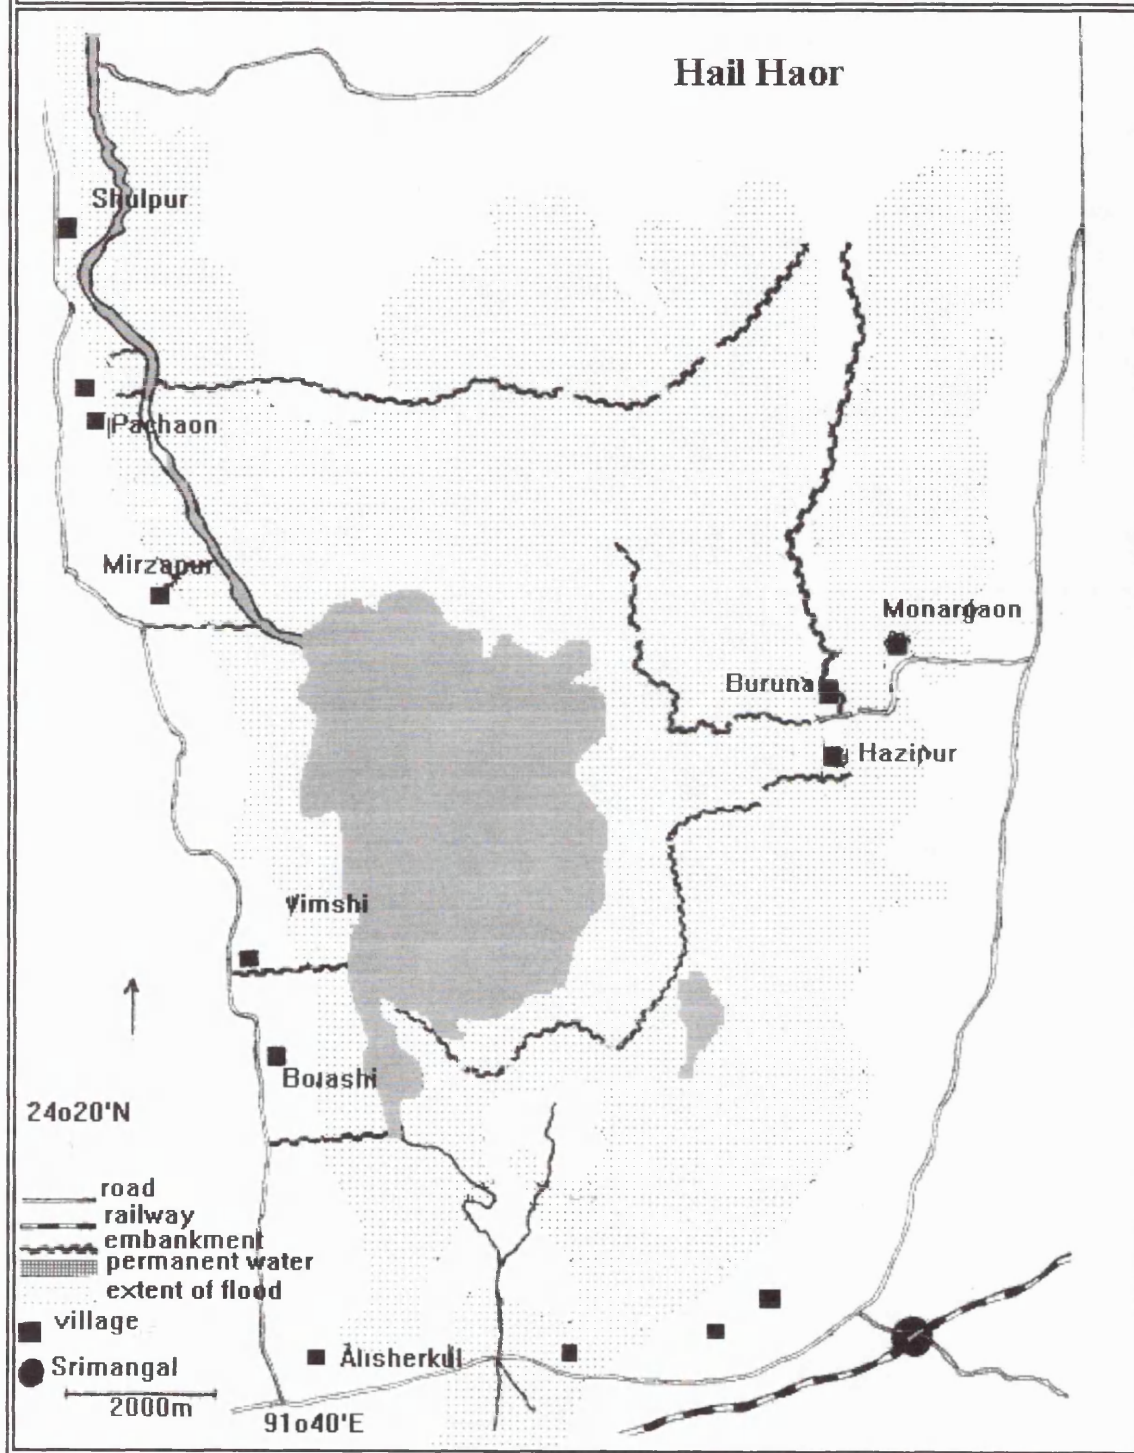 Hail Haor
Shulpur
Pachaon
Mirzapur
Monargaon
Buruna
Hazipur
Vimshi
Bolashi
24o20'N
road
railway
embankment
permanent water
extent of flood
village
Srimangal
2000m
Alisherkul
91o40'E